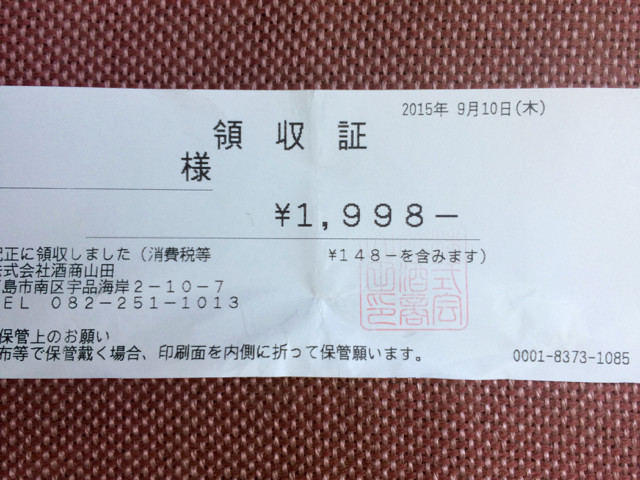 2015年 9月10日(木)
領 収 証
様
¥1,998-
記正に領収しました(消費税等 ¥148-を含みます)
株式会社酒商山田
広島市南区宇品海岸2-10-7
TEL 082-251-1013
保管上のお願い
布等で保管戴く場合、印刷面を内側に折って保管願います。
0001-8373-1085